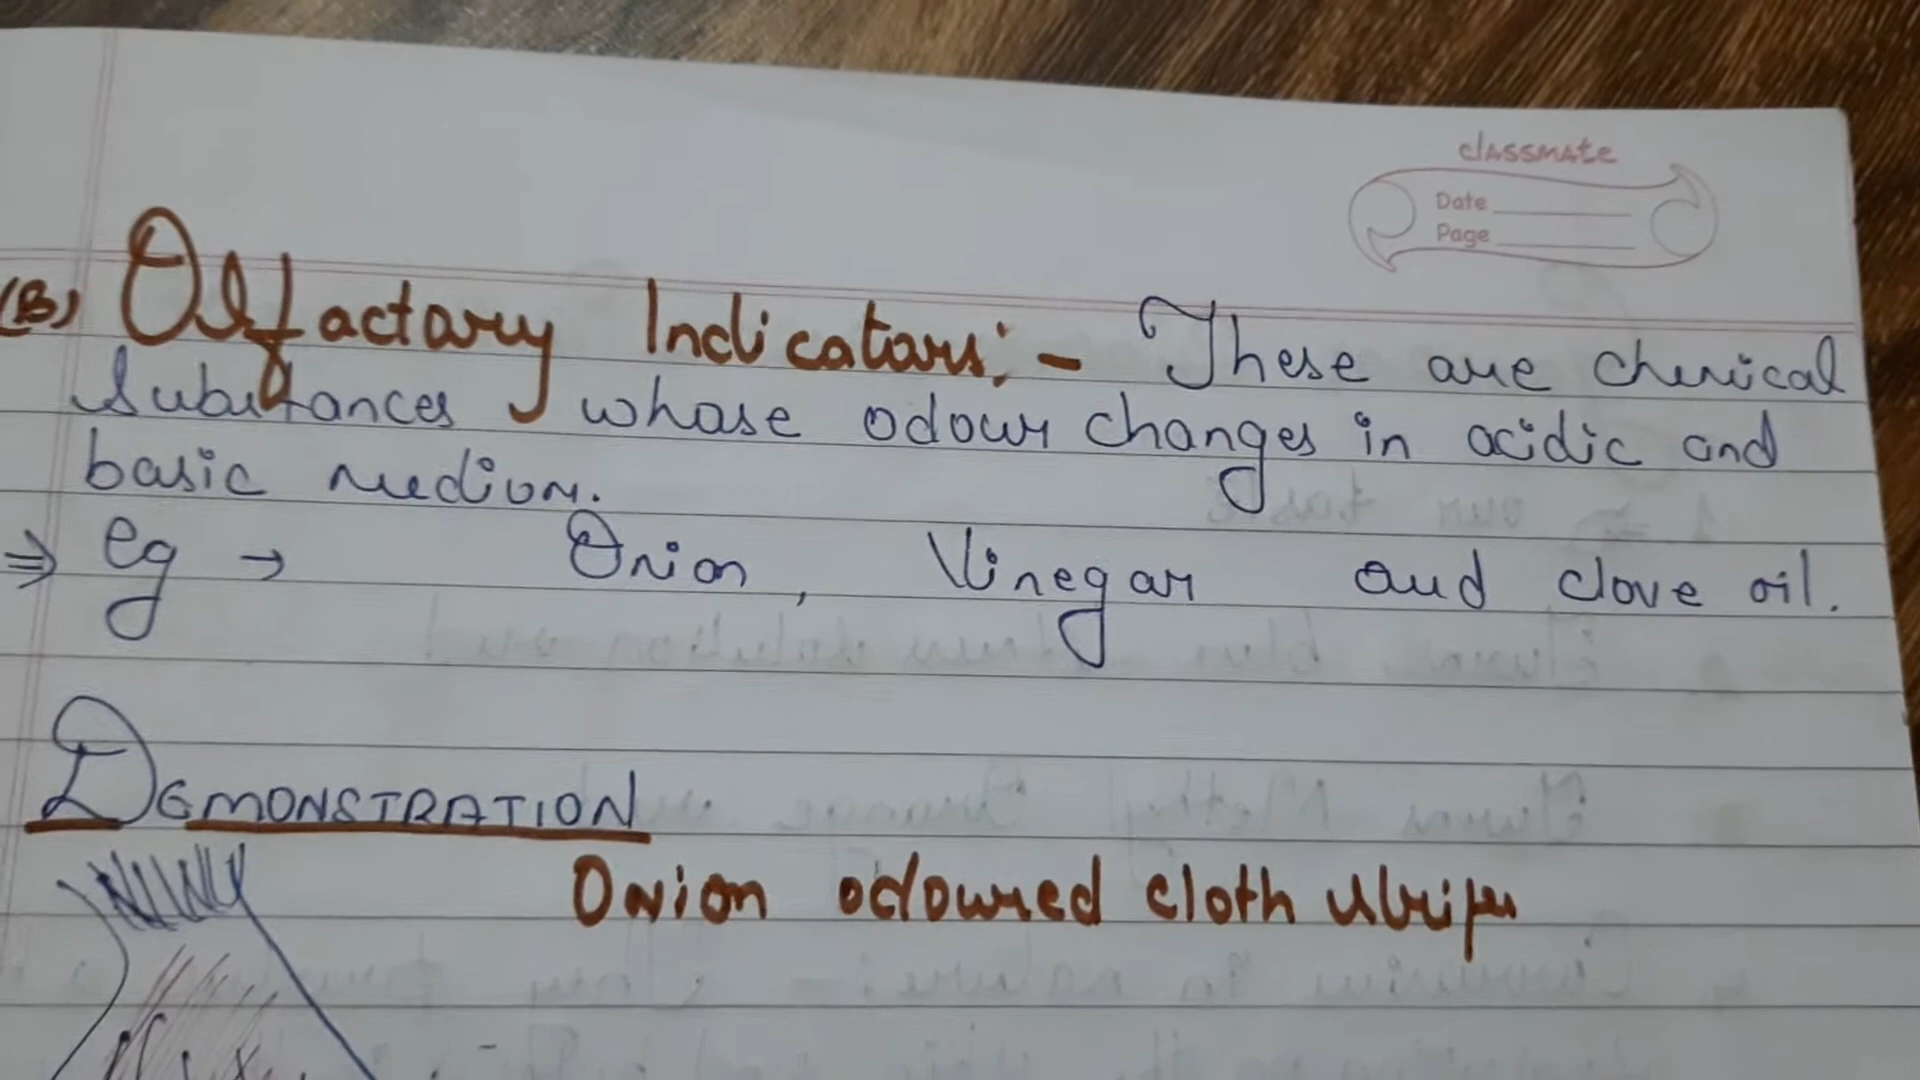 classmate
Date
Page
(B) Olfactory Indicators:- These are chemical
substances whose odour changes in acidic and
basic medium.
⇒ eg → Onion, Vinegar and clove oil.
DEMONSTRATION
Onion odoured cloth strips